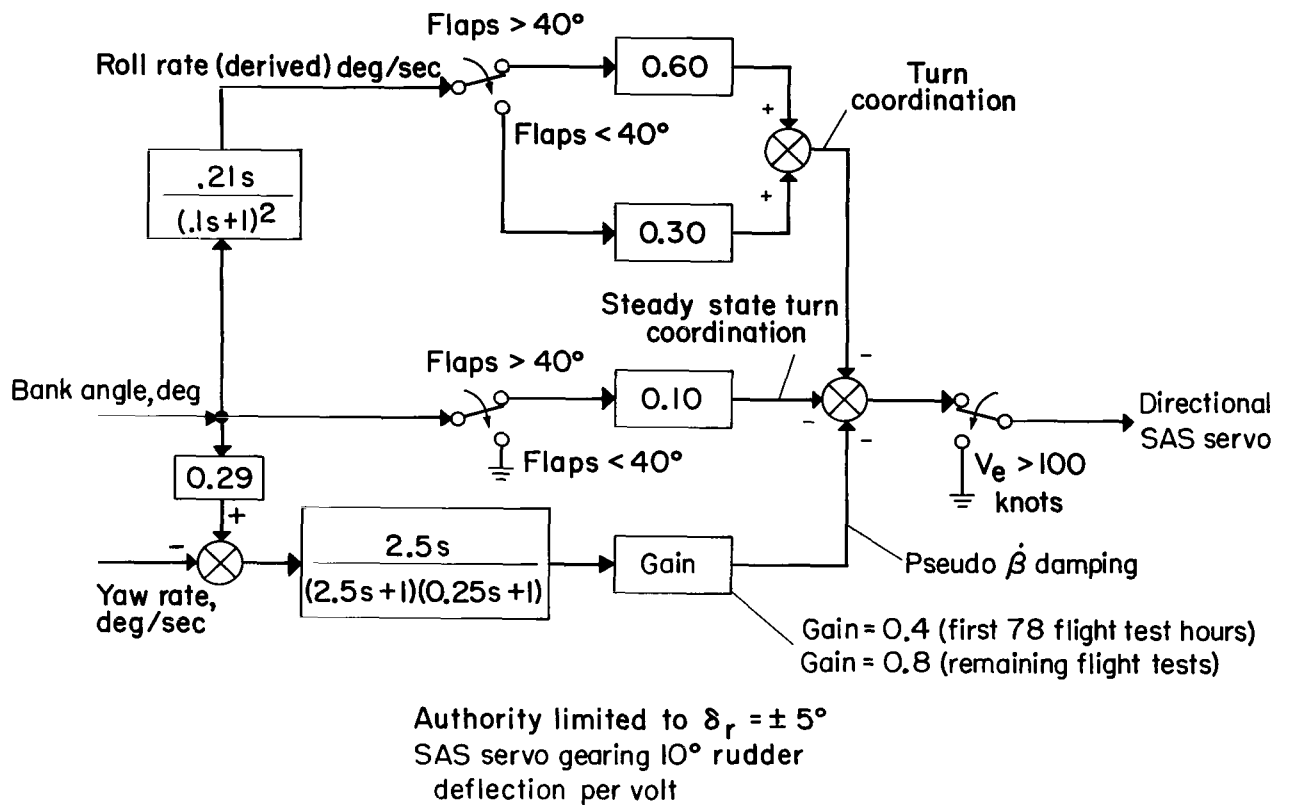 Flaps > 40°
Roll rate (derived) deg/sec
0.60
Turn
coordination
+
Flaps < 40°
.21s
(.1s+1)2
+
0.30
Steady state turn
coordination
Flaps > 40°
-
Bank angle, deg
0.10
-
Directional
SAS servo
Flaps < 40°
-
Ve > 100
knots
0.29
+
-
2.5s
(2.5s+1)(0.25s+1)
Gain
Pseudo β̇ damping
Yaw rate,
deg/sec
Gain = 0.4 (first 78 flight test hours)
Gain = 0.8 (remaining flight tests)
Authority limited to δr = ± 5°
SAS servo gearing 10° rudder
deflection per volt